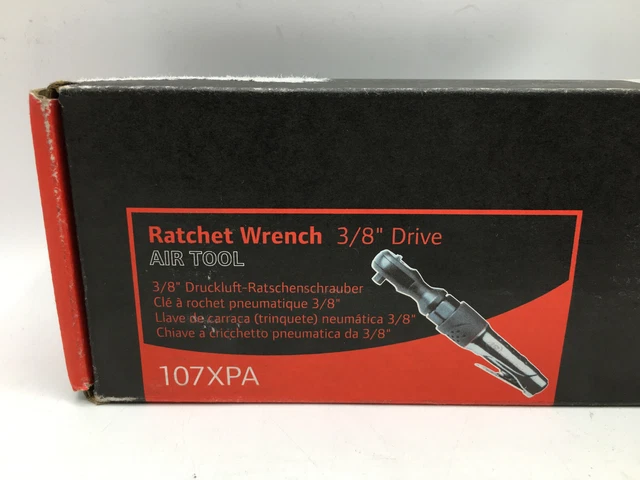 Ratchet Wrench 3/8" Drive
AIR TOOL
3/8" Druckluft-Ratschenschrauber
Clé à rochet pneumatique 3/8"
Llave de carraca (trinquete) neumática 3/8"
Chiave a cricchetto pneumatica da 3/8"
107XPA